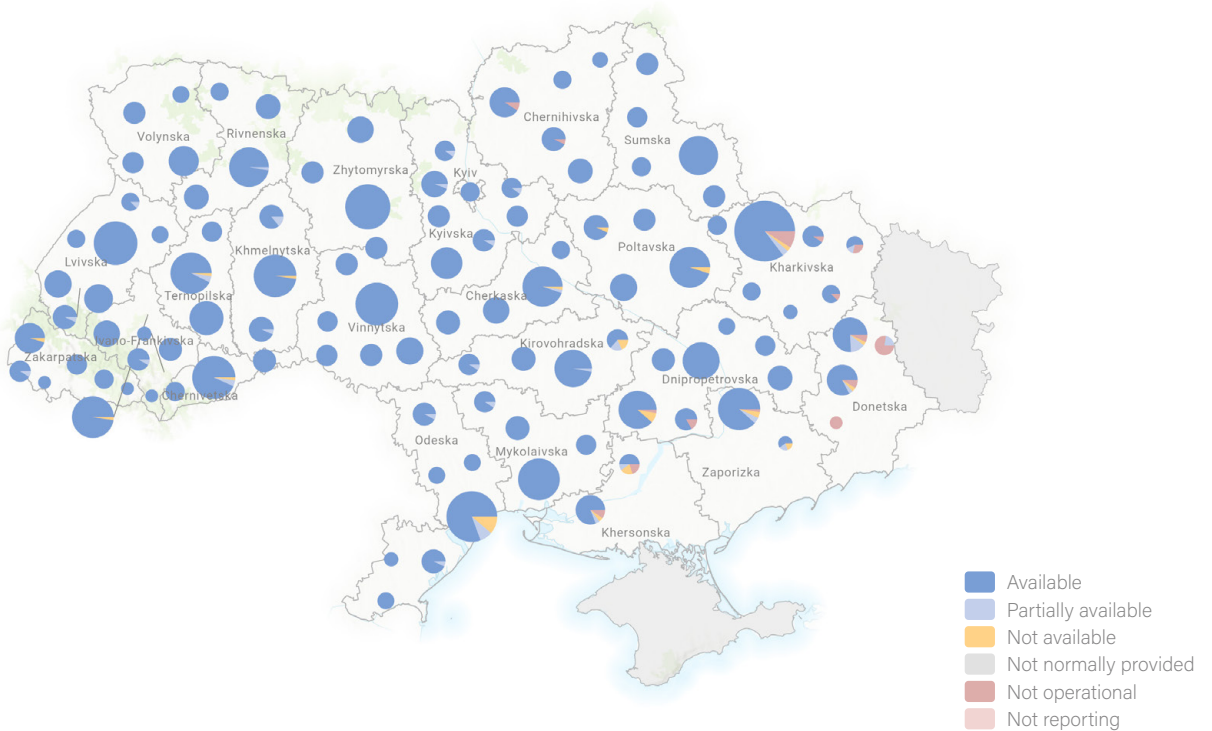 Chernihivska
Volynska
Rivnenska
Sumska
Zhytomyrska
Kyiv
Kyivska
Poltavska
Khmelnytska
Lvivska
Kharkivska
Ternopilska
Cherkaska
Vinnytska
Ivano-Frankivska
Kirovohradska
Zakarpatska
Dnipropetrovska
Chernivetska
Donetska
Odeska
Mykolaivska
Zaporizka
Khersonska
Available
Partially available
Not available
Not normally provided
Not operational
Not reporting